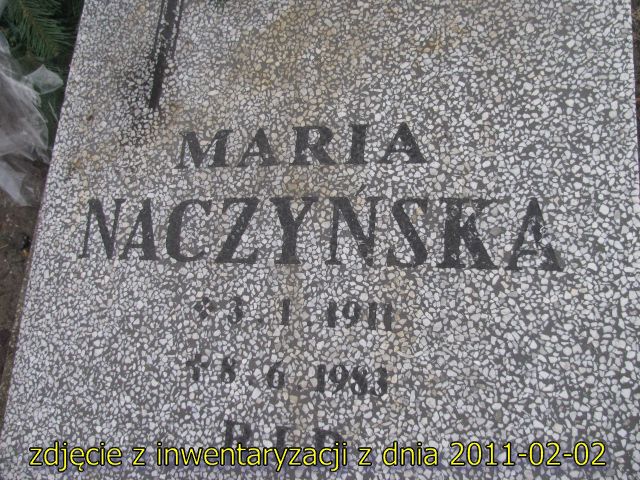 MARIA
NACZYŃSKA
* 3. 1 1911
† 8. 6 1983
R.I.P.
zdjęcie z inwentaryzacji z dnia 2011-02-02